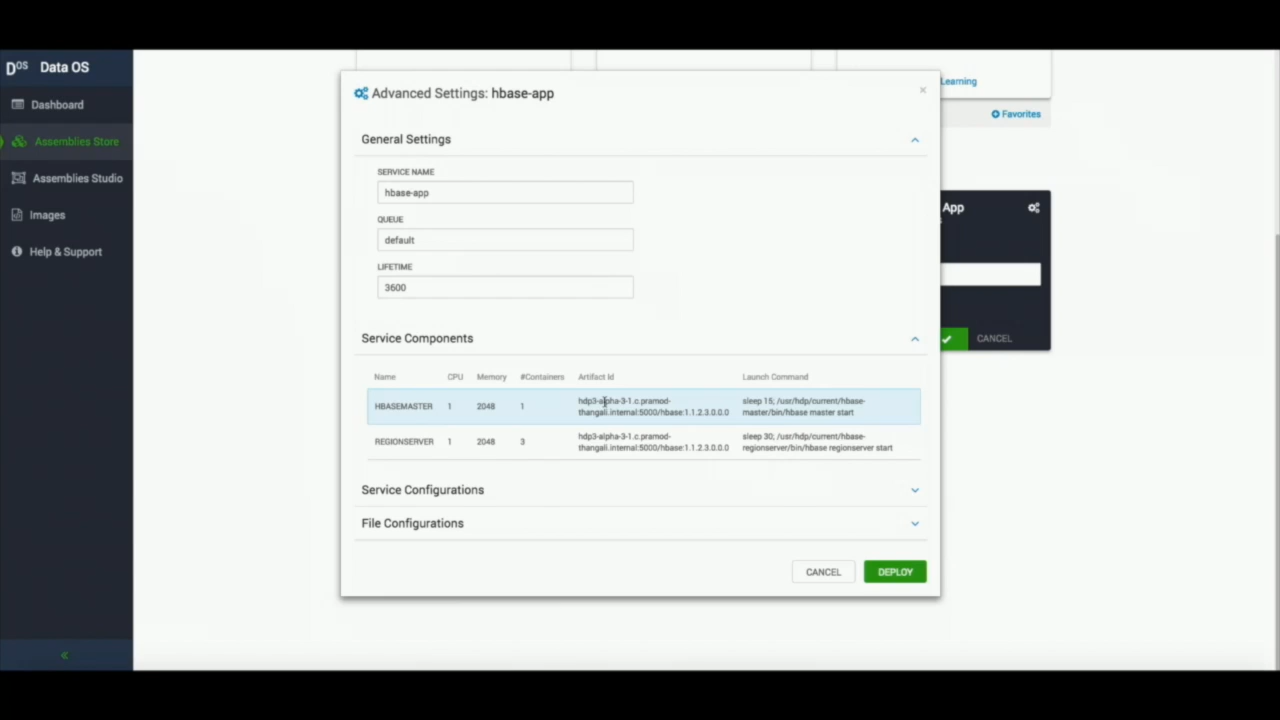 DOS Data OS
Dashboard
Assemblies Store
Assemblies Studio
Images
Help & Support
Learning
Favorites
App
CANCEL
Advanced Settings: hbase-app
×
General Settings
SERVICE NAME
hbase-app
QUEUE
default
LIFETIME
3600
Service Components
Name CPU Memory #Containers Artifact Id Launch Command
HBASEMASTER 1 2048 1
hdp3-alpha-3-1.c.pramod-
thangali.internal:5000/hbase:1.1.2.3.0.0.0
sleep 15; /usr/hdp/current/hbase-
master/bin/hbase master start
REGIONSERVER 1 2048 3
hdp3-alpha-3-1.c.pramod-
thangali.internal:5000/hbase:1.1.2.3.0.0.0
sleep 30; /usr/hdp/current/hbase-
regionserver/bin/hbase regionserver start
Service Configurations
File Configurations
CANCEL DEPLOY